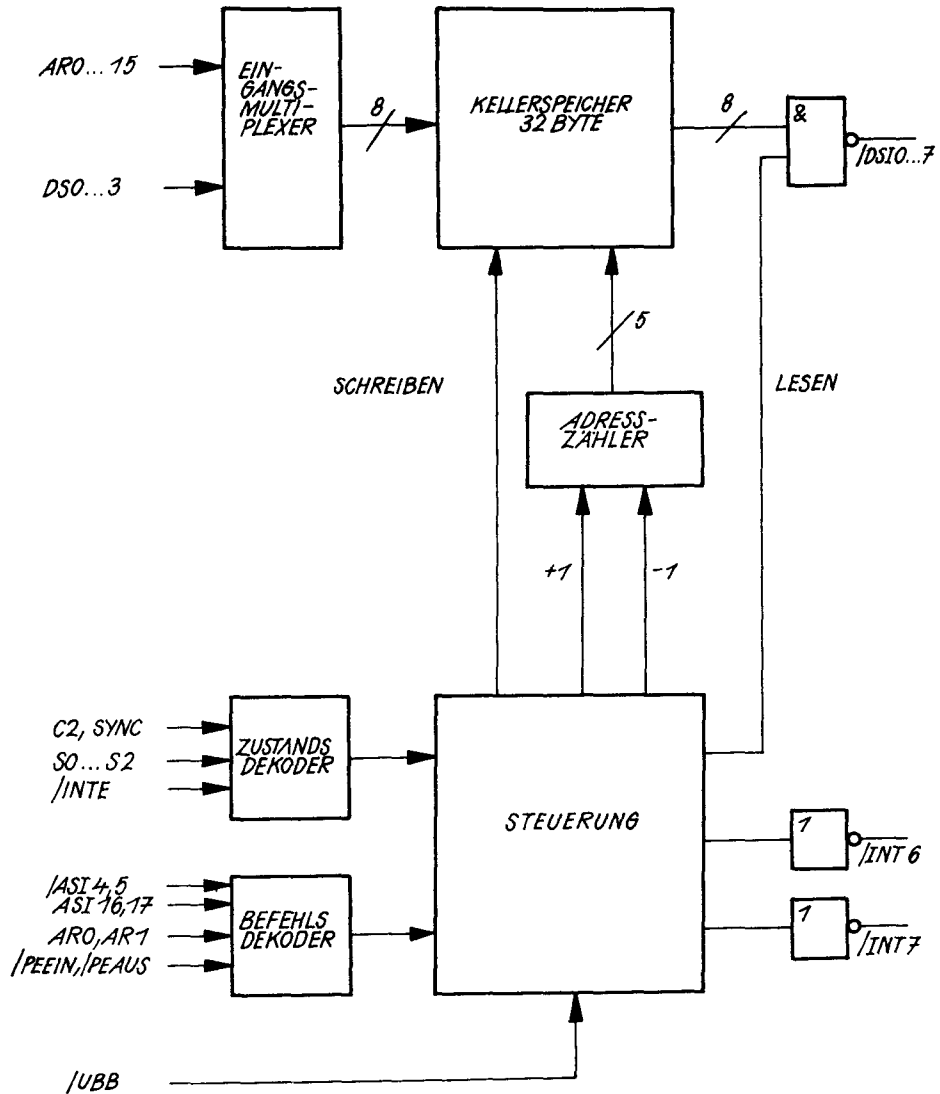 AR0...15
DS0...3
EIN-
GANGS-
MULTI-
PLEXER
8
KELLERSPEICHER
32 BYTE
8
&
/DSI0...7
5
SCHREIBEN
LESEN
ADRESS-
ZÄHLER
+1
-1
C2, SYNC
S0...S2
/INTE
ZUSTANDS
DEKODER
STEUERUNG
1
/INT 6
1
/INT 7
/ASI 4,5
ASI 16,17
AR0, AR1
/PEEIN, /PEAUS
BEFEHLS
DEKODER
/UBB